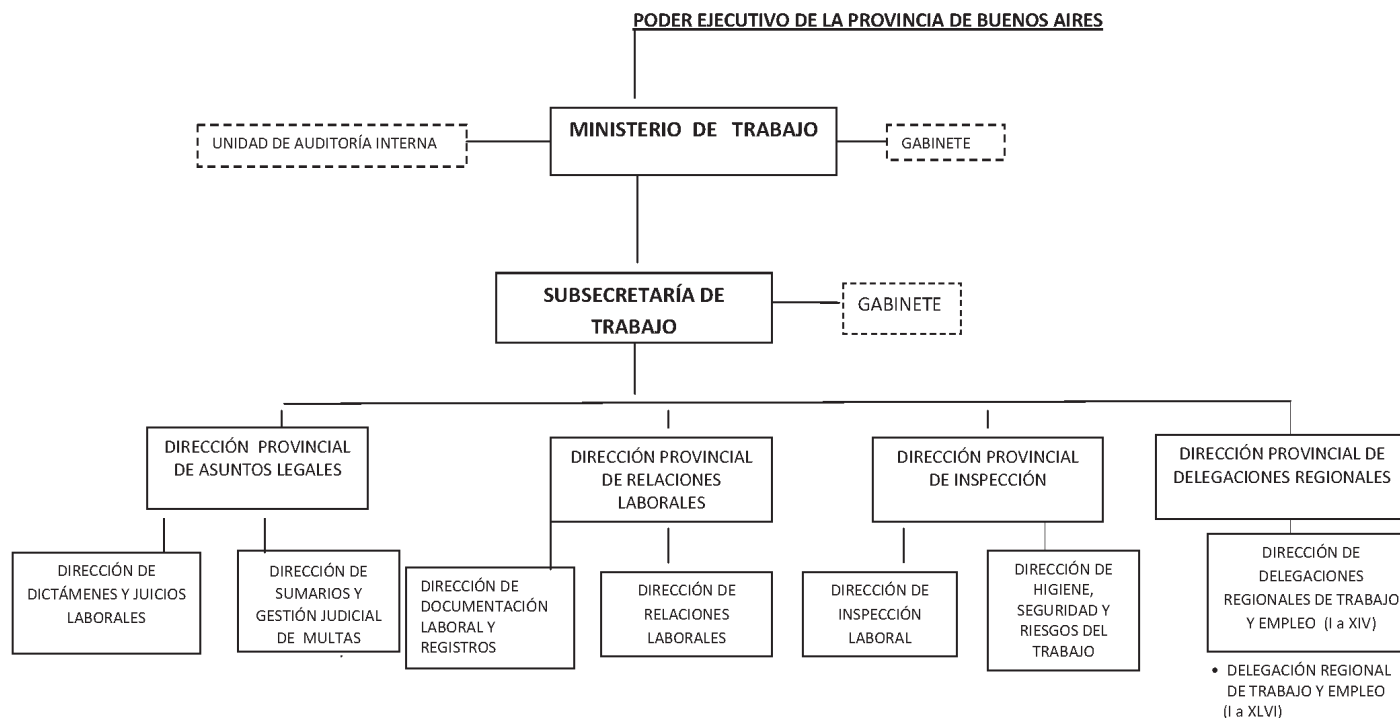 PODER EJECUTIVO DE LA PROVINCIA DE BUENOS AIRES
MINISTERIO DE TRABAJO
UNIDAD DE AUDITORÍA INTERNA
GABINETE
SUBSECRETARÍA DE
TRABAJO
GABINETE
DIRECCIÓN PROVINCIAL
DE ASUNTOS LEGALES
DIRECCIÓN PROVINCIAL
DE RELACIONES
LABORALES
DIRECCIÓN PROVINCIAL
DE INSPECCIÓN
DIRECCIÓN PROVINCIAL DE
DELEGACIONES REGIONALES
DIRECCIÓN DE
DICTÁMENES Y JUICIOS
LABORALES
DIRECCIÓN DE
SUMARIOS Y
GESTIÓN JUDICIAL
DE MULTAS
DIRECCIÓN DE
DOCUMENTACIÓN
LABORAL Y
REGISTROS
DIRECCIÓN DE
RELACIONES
LABORALES
DIRECCIÓN DE
INSPECCIÓN
LABORAL
DIRECCIÓN DE
HIGIENE,
SEGURIDAD Y
RIESGOS DEL
TRABAJO
DIRECCIÓN DE
DELEGACIONES
REGIONALES DE TRABAJO
Y EMPLEO (I a XIV)
• DELEGACIÓN REGIONAL
DE TRABAJO Y EMPLEO
(I a XLVI)